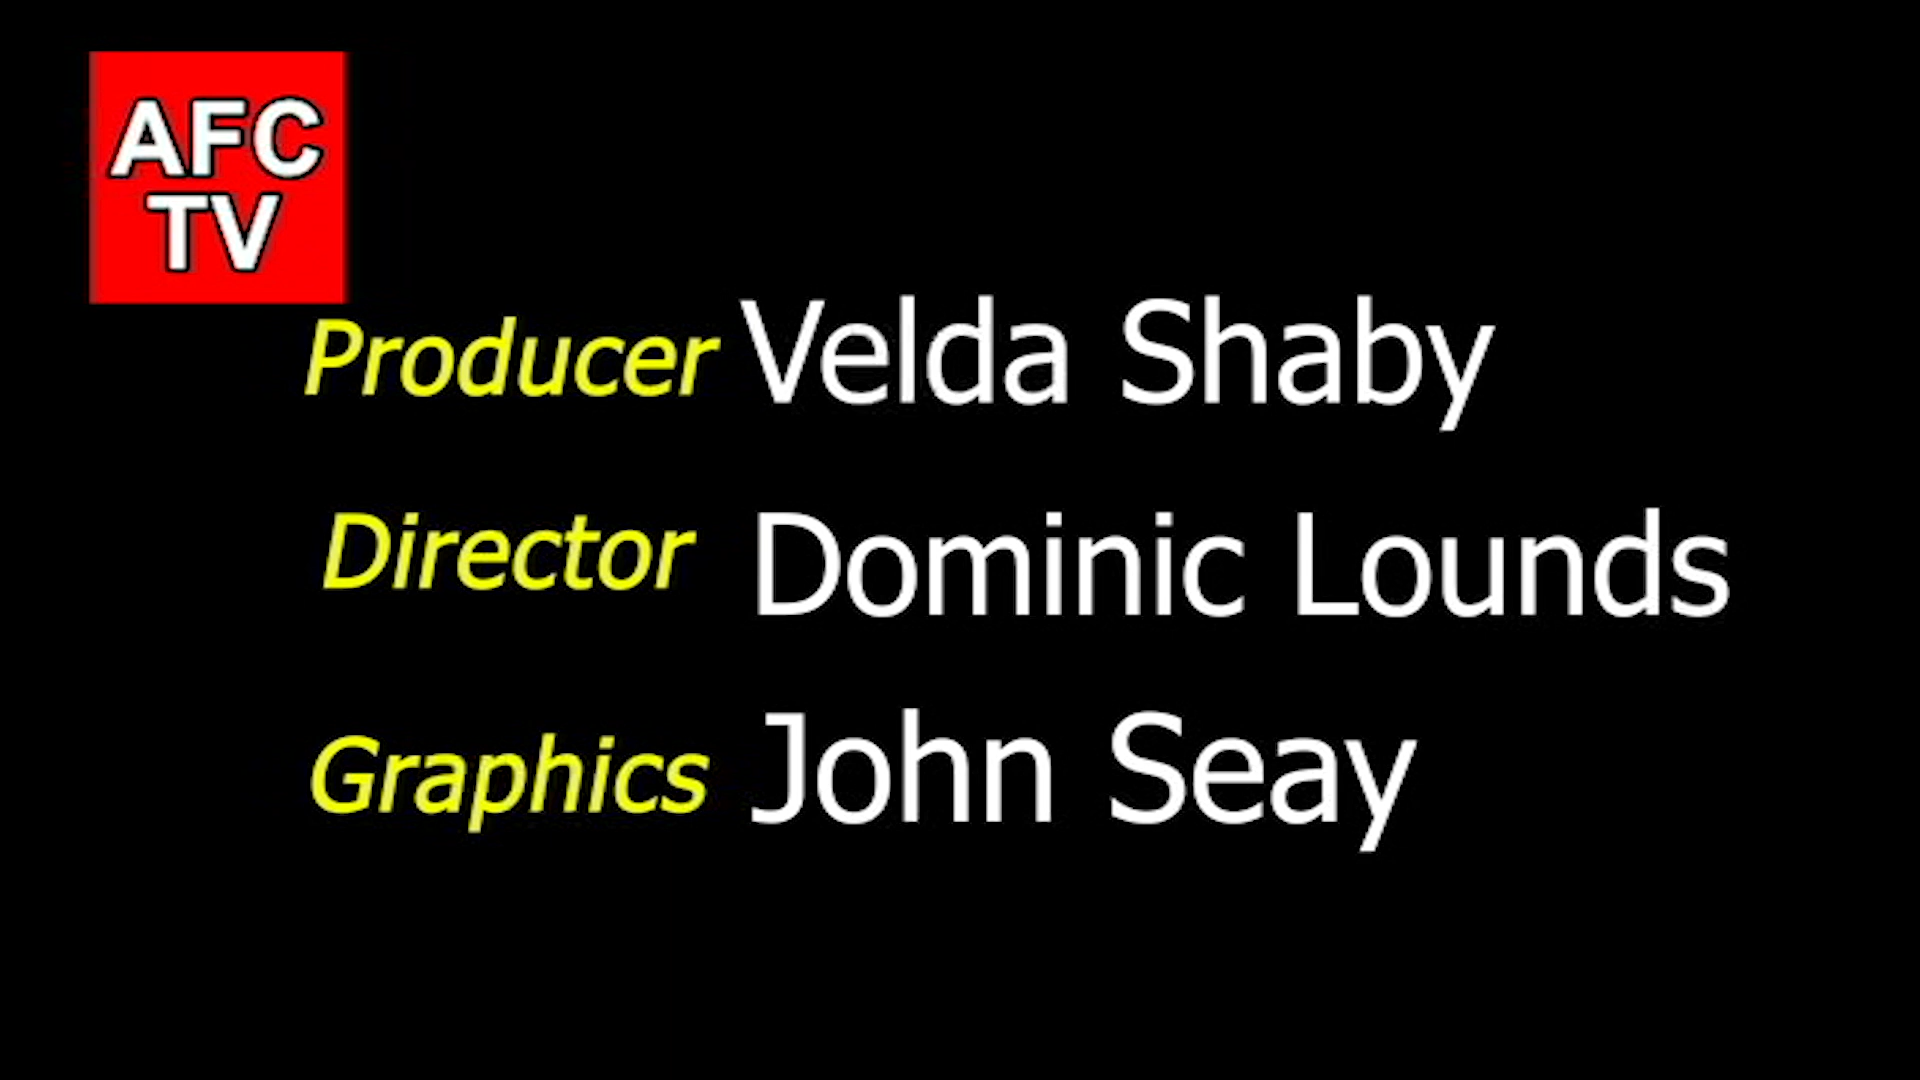 AFC
TV
Producer Velda Shaby
Director Dominic Lounds
Graphics John Seay